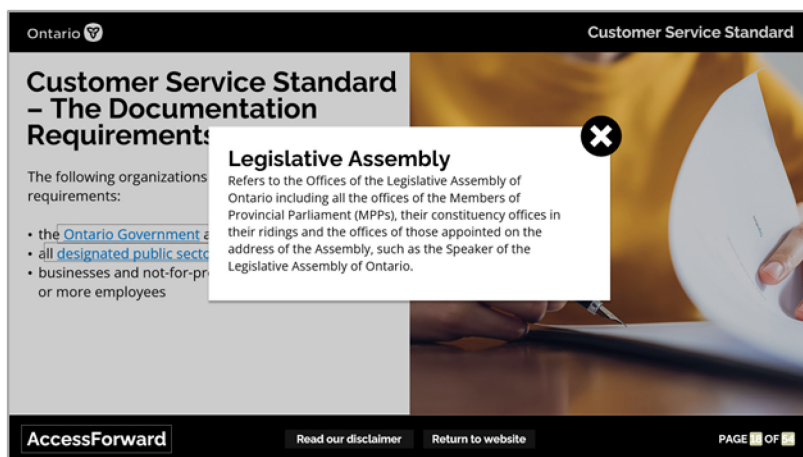 Ontario
Customer Service Standard
Customer Service Standard
– The Documentation
Requirements
The following organizations
requirements:
• the Ontario Government
• all designated public
• businesses and
or more employees
Legislative Assembly
Refers to the Offices of the Legislative Assembly of
Ontario including all the offices of the Members of
Provincial Parliament (MPPs), their constituency offices in
their ridings and the offices of those appointed on the
address of the Assembly, such as the Speaker of the
Legislative Assembly of Ontario.
AccessForward
Read our disclaimer
Return to website
PAGE 18 OF 54